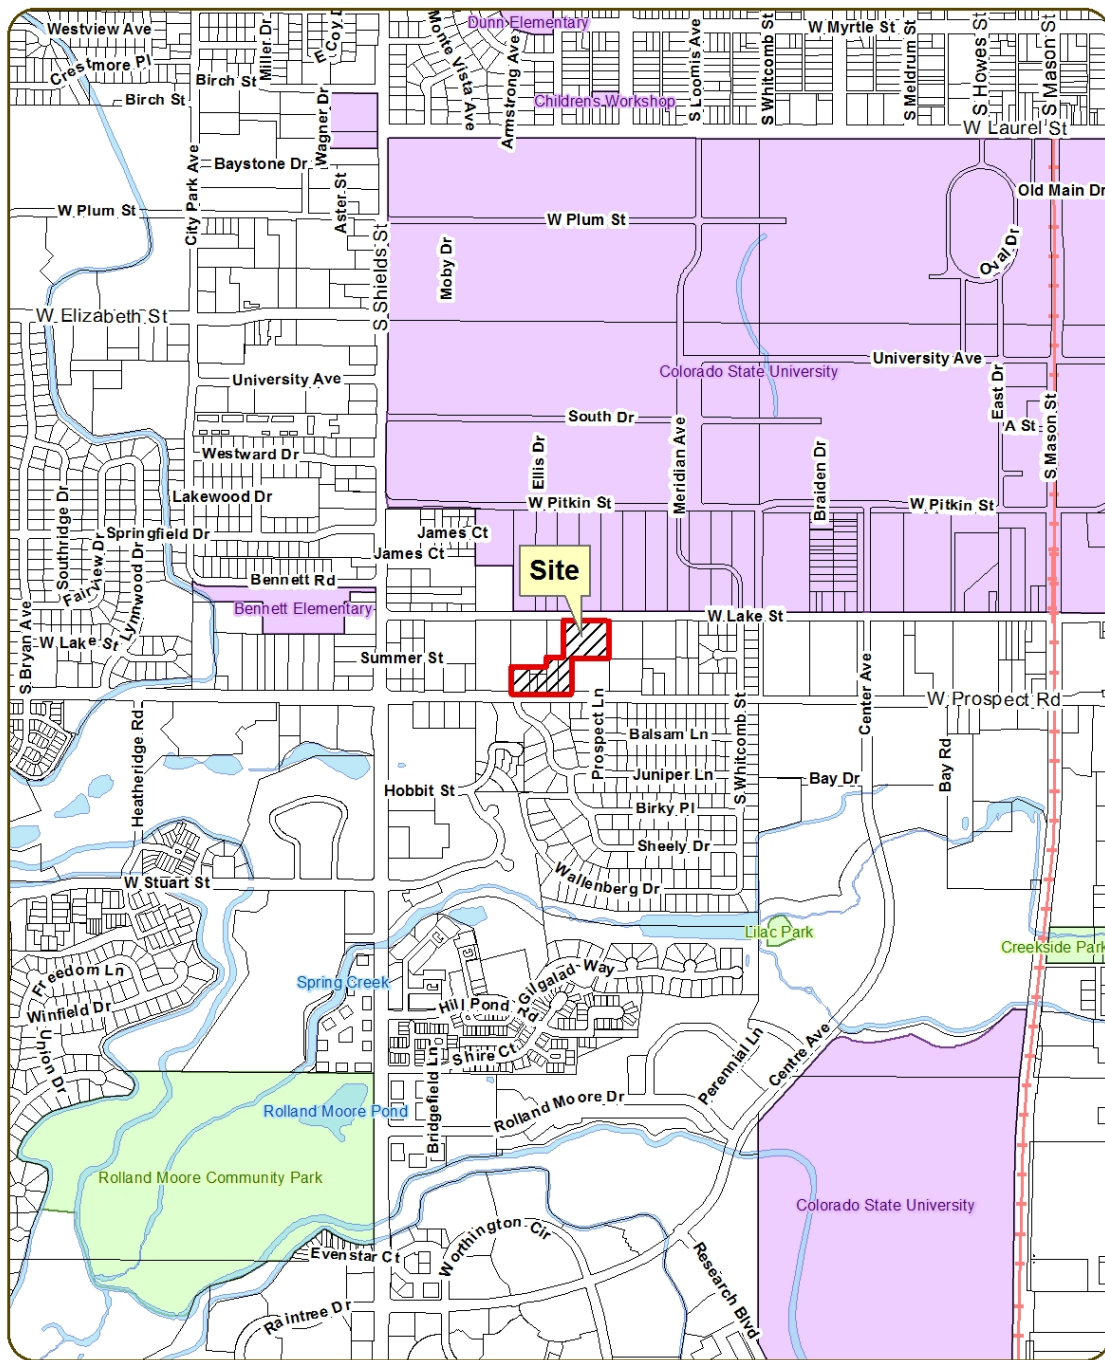 Westview Ave
Crestmore Pl
Miller Dr
E Coy D
Monte Vista Ave
Dunn Elementary
Armstrong Ave
S Loomis Ave
S Whitcomb St
W Myrtle St
S Meldrum St
S Howes St
S Mason St
Birch St
Birch St
Wagner Dr
Children's Workshop
W Laurel St
City Park Ave
Baystone Dr
Aster St
Old Main Dr
W Plum St
W Plum St
S Shields St
Moby Dr
Oval Dr
W Elizabeth St
University Ave
Colorado State University
University Ave
East Dr
South Dr
A St
S Mason St
Westward Dr
Ellis Dr
Meridian Ave
Braiden Dr
Lakewood Dr
W Pitkin St
W Pitkin St
Southridge Dr
Springfield Dr
James Ct
James Ct
Fairview Dr
Lynnwood Dr
Bennett Rd
Site
Bennett Elementary
S Bryan Ave
W Lake St
W Lake St
Summer St
Center Ave
W Prospect Rd
Heatheridge Rd
Prospect Ln
S Whitcomb St
Balsam Ln
Bay Rd
Juniper Ln
Bay Dr
Hobbit St
Birky Pl
Sheely Dr
W Stuart St
Wallenberg Dr
Lilac Park
Creekside Park
Freedom Ln
Spring Creek
Gilgalad Way
Winfield Dr
Hill Pond Rd
Union Dr
Shire Ct
Bridgefield Ln
Perennial Ln
Centre Ave
Rolland Moore Pond
Rolland Moore Dr
Rolland Moore Community Park
Colorado State University
Evenstar Ct
Worthington Cir
Research Blvd
Raintree Dr